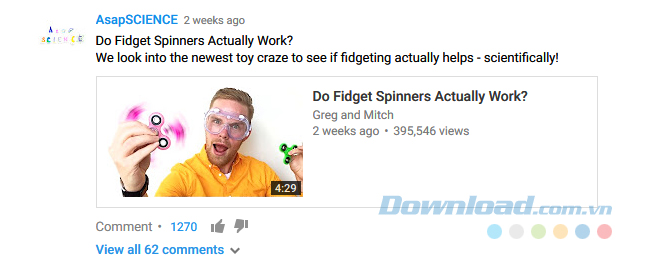 AsapSCIENCE 2 weeks ago
AsAP
SCIENCE
Do Fidget Spinners Actually Work?
We look into the newest toy craze to see if fidgeting actually helps - scientifically!
Do Fidget Spinners Actually Work?
Greg and Mitch
2 weeks ago • 395,546 views
4:29
Download.com.vn
Comment • 1270
View all 62 comments